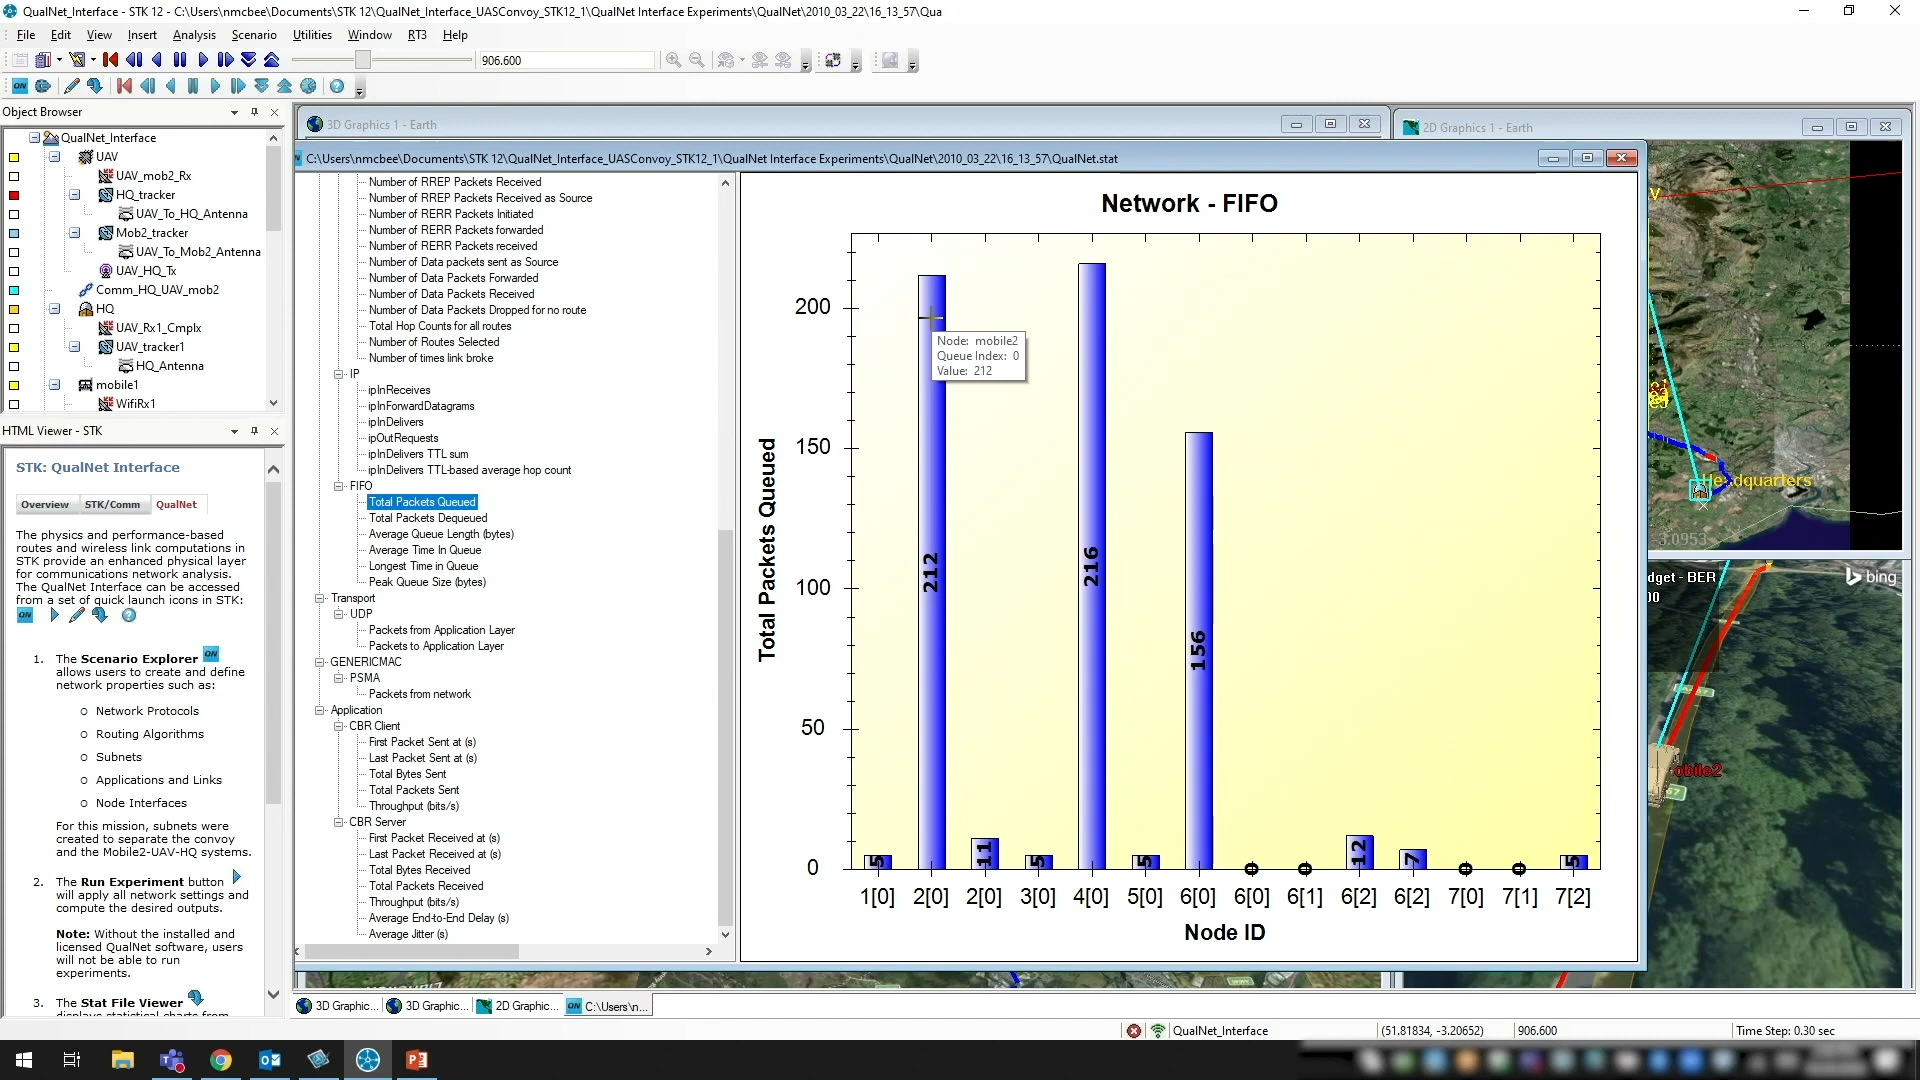 QualNet_Interface - STK 12 - C:\Users\nmcbee\Documents\STK 12\QualNet_Interface_UASConvoy_STK12_1\QualNet Interface Experiments\QualNet\2010_03_22\16_13_57\Qua
File Edit View Insert Analysis Scenario Utilities Window RT3 Help
906.600
Object Browser
QualNet_Interface
UAV
UAV_mob2_Rx
HQ_tracker
UAV_To_HQ_Antenna
Mob2_tracker
UAV_To_Mob2_Antenna
UAV_HQ_Tx
Comm_HQ_UAV_mob2
HQ
UAV_Rx1_Cmplx
UAV_tracker1
HQ_Antenna
mobile1
WifiRx1
HTML Viewer - STK
STK: QualNet Interface
Overview STK/Comm QualNet
The physics and performance-based
routes and wireless link computations in
STK provide an enhanced physical layer
for communications network analysis.
The QualNet Interface can be accessed
from a set of quick launch icons in STK:
ON
1. The Scenario Explorer ON
allows users to create and define
network properties such as:
Network Protocols
Routing Algorithms
Subnets
Applications and Links
Node Interfaces
For this mission, subnets were
created to separate the convoy
and the Mobile2-UAV-HQ systems.
2. The Run Experiment button
will apply all network settings and
compute the desired outputs.
Note: Without the installed and
licensed QualNet software, users
will not be able to run
experiments.
3. The Stat File Viewer
displays statistical charts from
3D Graphics 1 - Earth
2D Graphics 1 - Earth
C:\Users\nmcbee\Documents\STK 12\QualNet_Interface_UASConvoy_STK12_1\QualNet Interface Experiments\QualNet\2010_03_22\16_13_57\QualNet.stat
Number of RREP Packets Received
Number of RREP Packets Received as Source
Number of RERR Packets Initiated
Number of RERR Packets forwarded
Number of RERR Packets received
Number of Data packets sent as Source
Number of Data Packets Forwarded
Number of Data Packets Received
Number of Data Packets Dropped for no route
Total Hop Counts for all routes
Number of Routes Selected
Number of times link broke
IP
ipInReceives
ipInForwardDatagrams
ipInDelivers
ipOutRequests
ipInDelivers TTL sum
ipInDelivers TTL-based average hop count
FIFO
Total Packets Queued
Total Packets Dequeued
Average Queue Length (bytes)
Average Time In Queue
Longest Time in Queue
Peak Queue Size (bytes)
Transport
UDP
Packets from Application Layer
Packets to Application Layer
GENERICMAC
PSMA
Packets from network
Application
CBR Client
First Packet Sent at (s)
Last Packet Sent at (s)
Total Bytes Sent
Total Packets Sent
Throughput (bits/s)
CBR Server
First Packet Received at (s)
Last Packet Received at (s)
Total Bytes Received
Total Packets Received
Throughput (bits/s)
Average End-to-End Delay (s)
Average Jitter (s)
Network - FIFO
Total Packets Queued
200
150
100
50
0
Node: mobile2
Queue Index: 0
Value: 212
5 212 11 5 216 5 156 0 0 12 7 0 0 5
1[0] 2[0] 2[0] 3[0] 4[0] 5[0] 6[0] 6[0] 6[1] 6[2] 6[2] 7[0] 7[1] 7[2]
Node ID
V
dquarters
-3.0953
dget - BER
00
bing
obile2
3D Graphic... 3D Graphic... 2D Graphic... ON C:\Users\n...
QualNet_Interface (51.81834, -3.20652) 906.600 Time Step: 0.30 sec